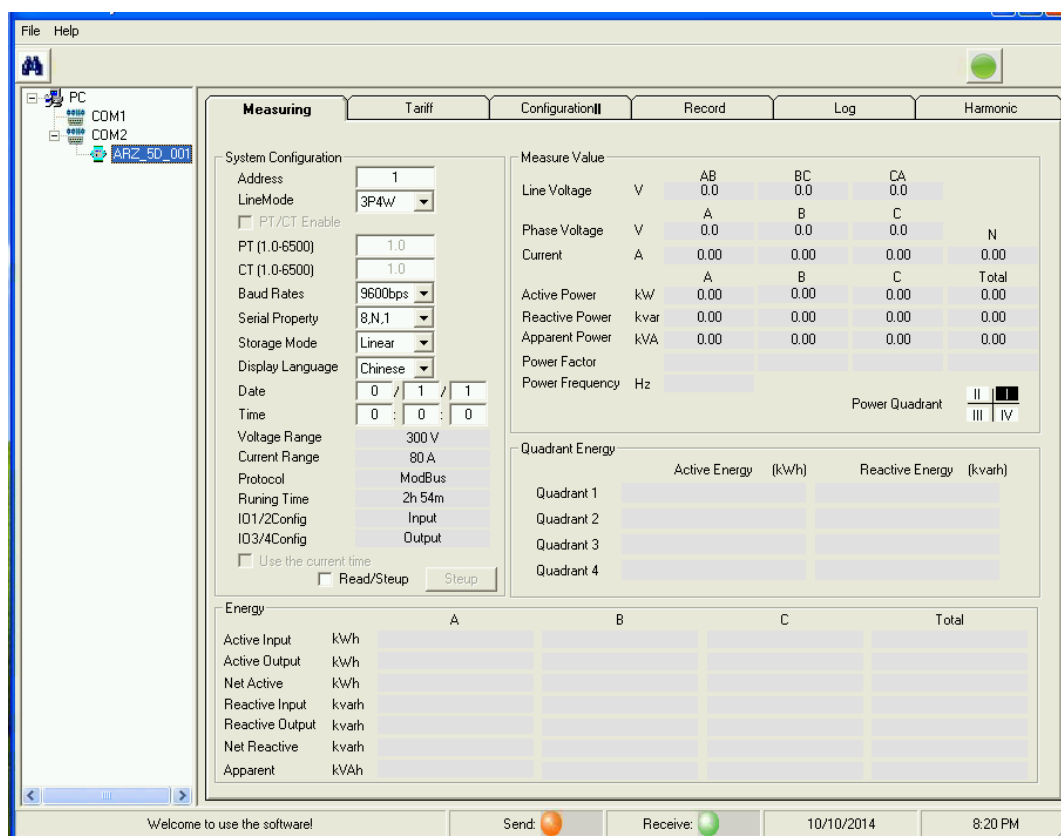 File Help
PC
COM1
COM2
ARZ_5D_001
Measuring
Tariff
ConfigurationII
Record
Log
Harmonic
System Configuration
Address 1
LineMode 3P4W
PT/CT Enable
PT (1.0-6500) 1.0
CT (1.0-6500) 1.0
Baud Rates 9600bps
Serial Property 8,N,1
Storage Mode Linear
Display Language Chinese
Date 0 / 1 / 1
Time 0 : 0 : 0
Voltage Range 300 V
Current Range 80 A
Protocol ModBus
Runing Time 2h 54m
IO1/2Config Input
IO3/4Config Output
Use the current time
Read/Steup Steup
Measure Value
AB BC CA
Line Voltage V 0.0 0.0 0.0
A B C
Phase Voltage V 0.0 0.0 0.0
N
Current A 0.00 0.00 0.00 0.00
A B C Total
Active Power kW 0.00 0.00 0.00 0.00
Reactive Power kvar 0.00 0.00 0.00 0.00
Apparent Power kVA 0.00 0.00 0.00 0.00
Power Factor
Power Frequency Hz
Power Quadrant
II I
III IV
Quadrant Energy
Active Energy (kWh) Reactive Energy (kvarh)
Quadrant 1
Quadrant 2
Quadrant 3
Quadrant 4
Energy
A B C Total
Active Input kWh
Active Output kWh
Net Active kWh
Reactive Input kvarh
Reactive Output kvarh
Net Reactive kvarh
Apparent kVAh
Welcome to use the software! Send: Receive: 10/10/2014 8:20 PM